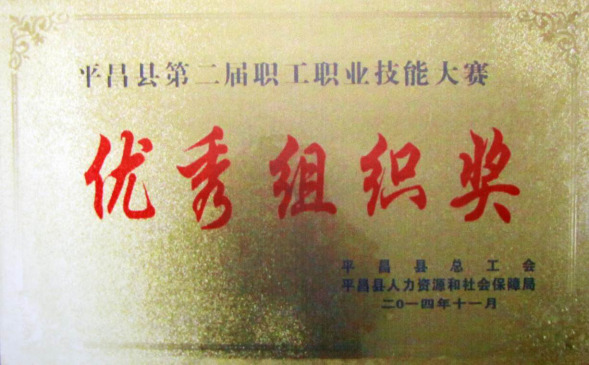 平昌县第二届职工职业技能大赛
优秀组织奖
平昌县总工会
平昌县人力资源和社会保障局
二0一四年十一月